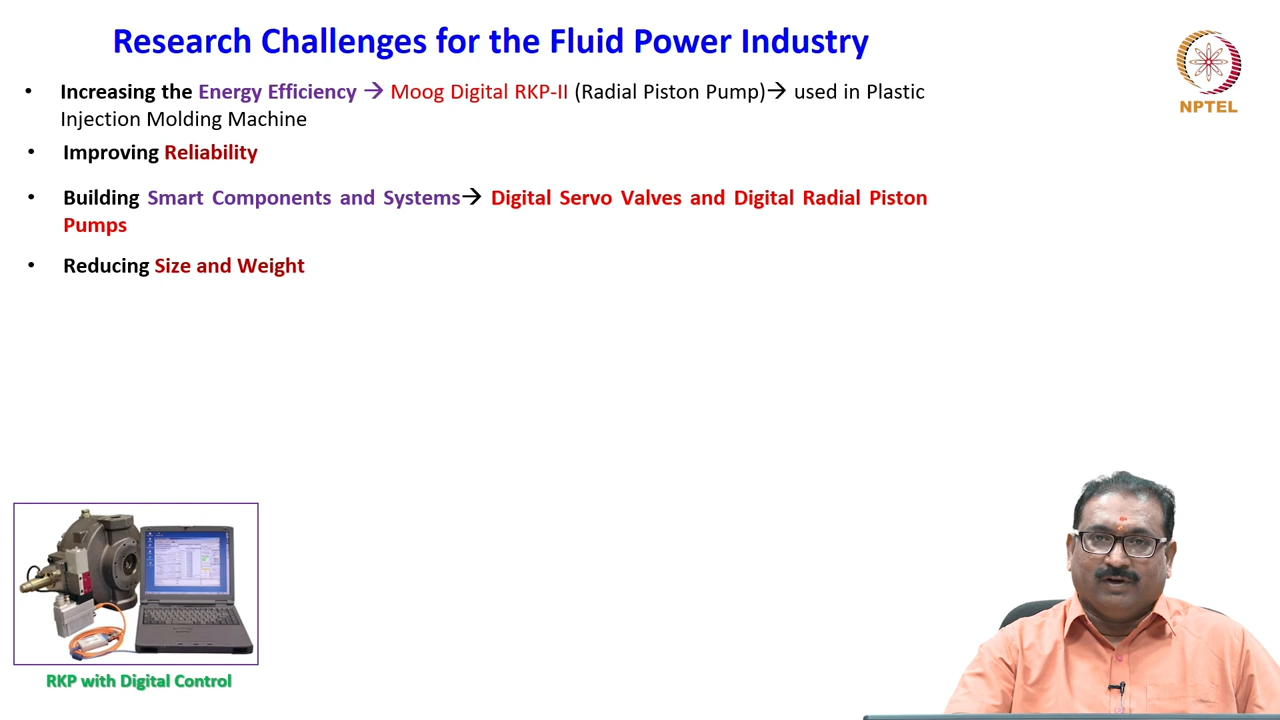 Research Challenges for the Fluid Power Industry
NPTEL
• Increasing the Energy Efficiency → Moog Digital RKP-II (Radial Piston Pump)→ used in Plastic
Injection Molding Machine
• Improving Reliability
• Building Smart Components and Systems→ Digital Servo Valves and Digital Radial Piston
Pumps
• Reducing Size and Weight
RKP with Digital Control